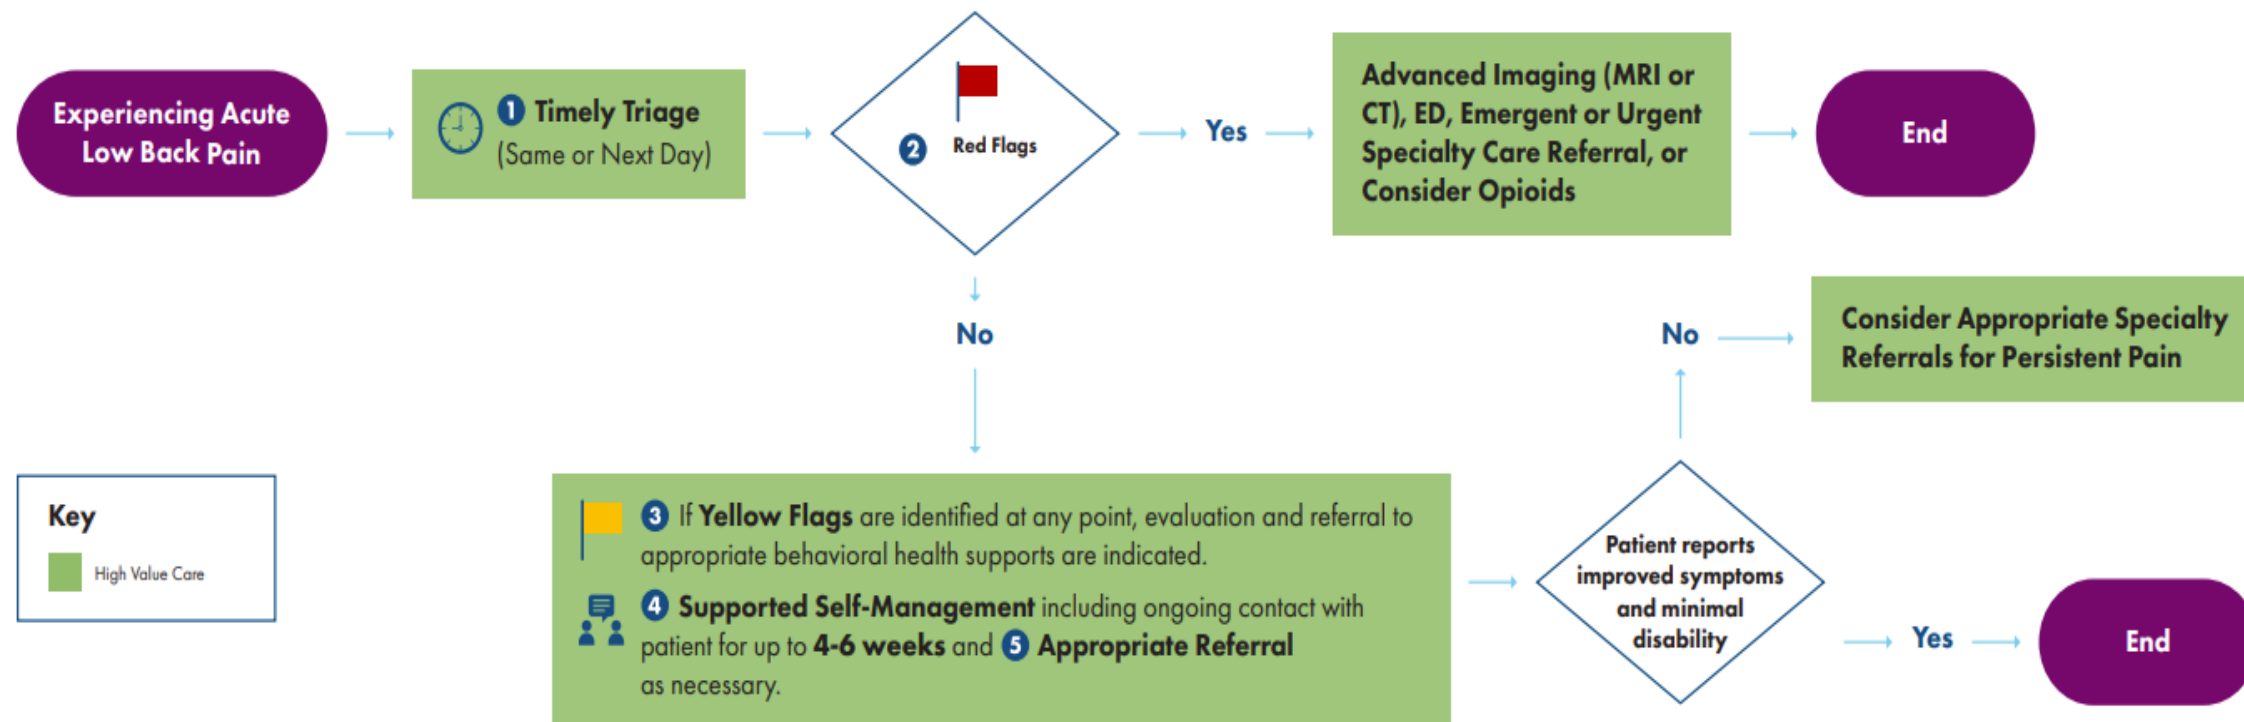 Experiencing Acute
Low Back Pain
1 Timely Triage
(Same or Next Day)
2 Red Flags
Yes
Advanced Imaging (MRI or
CT), ED, Emergent or Urgent
Specialty Care Referral, or
Consider Opioids
End
No
No
Consider Appropriate Specialty
Referrals for Persistent Pain
Key
High Value Care
3 If Yellow Flags are identified at any point, evaluation and referral to
appropriate behavioral health supports are indicated.
4 Supported Self-Management including ongoing contact with
patient for up to 4-6 weeks and 5 Appropriate Referral
as necessary.
Patient reports
improved symptoms
and minimal
disability
Yes
End